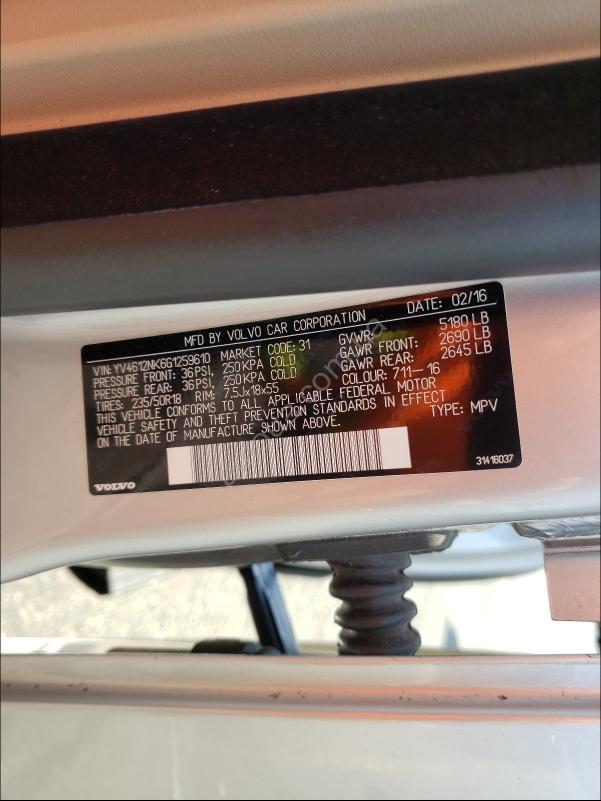 MFD BY VOLVO CAR CORPORATION DATE: 02/16
VIN: YV4612NK6G1259610 MARKET CODE: 31 GVWR: 5180 LB
PRESSURE FRONT: 36PSI, 250KPA COLD GAWR FRONT: 2690 LB
PRESSURE REAR: 36PSI, 250KPA COLD GAWR REAR: 2645 LB
TIRES: 235/50R18 RIM: 7,5Jx18x55 COLOUR: 711-16
THIS VEHICLE CONFORMS TO ALL APPLICABLE FEDERAL MOTOR
VEHICLE SAFETY AND THEFT PREVENTION STANDARDS IN EFFECT
ON THE DATE OF MANUFACTURE SHOWN ABOVE. TYPE: MPV
VOLVO 31416037